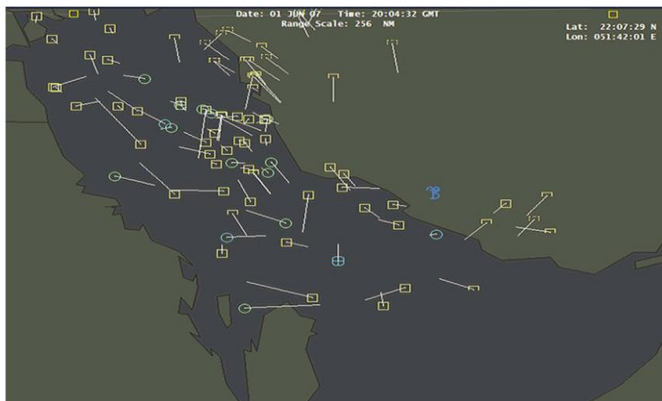 Date: 01 JUN 07 Time: 20:04:32 GMT
Range Scale: 256 NM
Lat: 22:07:29 N
Lon: 051:42:01 E